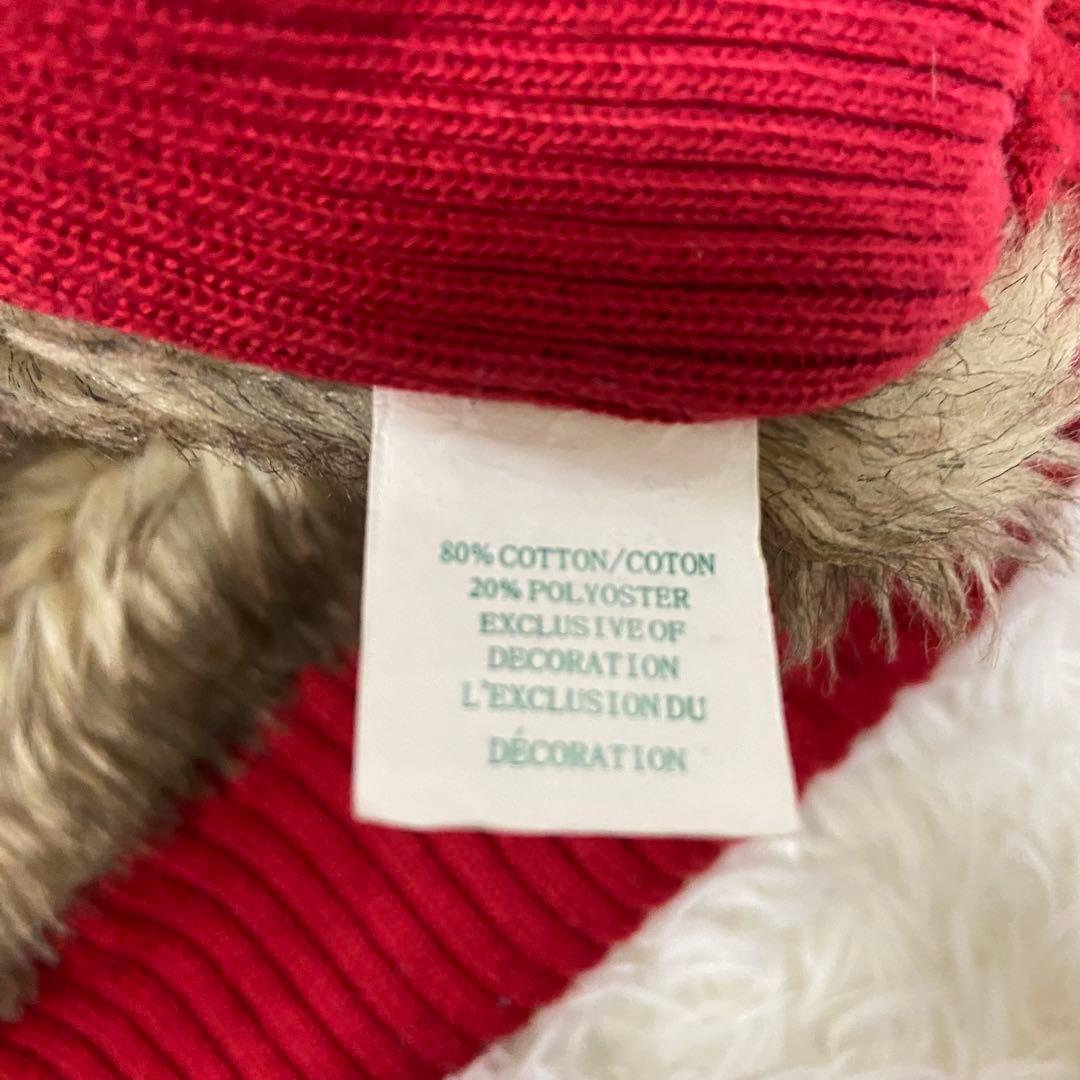 80% COTTON/COTON
20% POLYOSTER
EXCLUSIVE OF
DECORATION
L'EXCLUSION DU
DÉCORATION